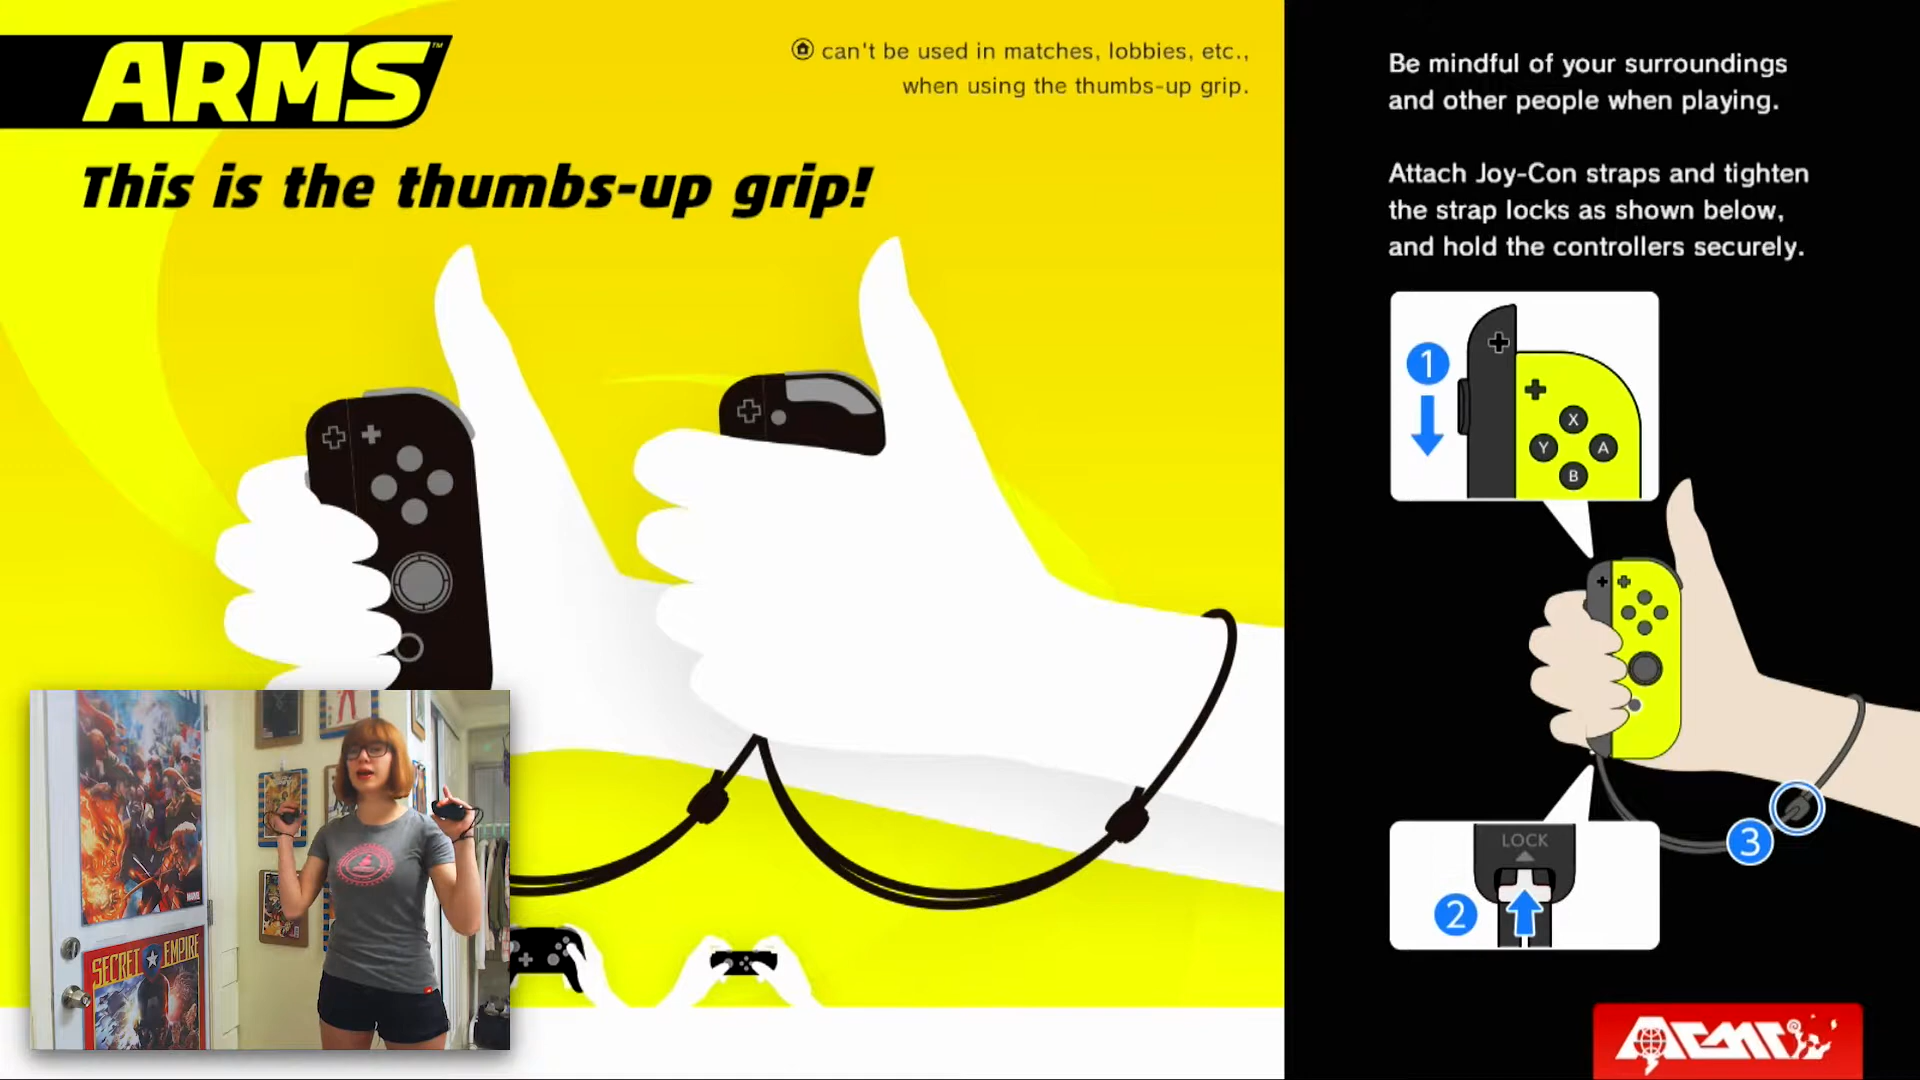 ARMS™
This is the thumbs-up grip!
can't be used in matches, lobbies, etc.,
when using the thumbs-up grip.
Be mindful of your surroundings
and other people when playing.
Attach Joy-Con straps and tighten
the strap locks as shown below,
and hold the controllers securely.
1
X
Y
A
B
LOCK
2
3
MARVEL
SECRET EMPIRE